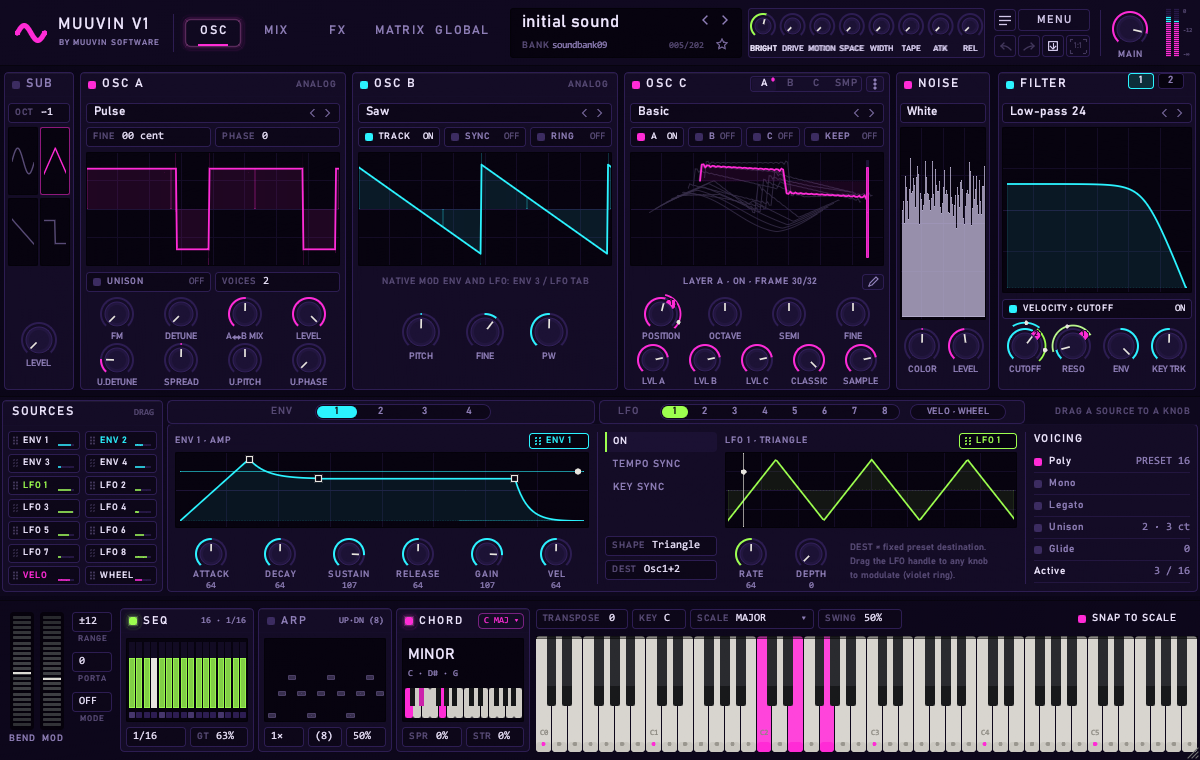 MUUVIN V1
BY MUUVIN SOFTWARE
OSC MIX FX MATRIX GLOBAL
initial sound
BANK soundbank09 005/202
BRIGHT DRIVE MOTION SPACE WIDTH TAPE ATK REL
MENU
1:1
MAIN
0
-12
-∞
SUB
OCT -1
LEVEL
OSC A ANALOG
Pulse
FINE 00 cent PHASE 0
UNISON OFF VOICES 2
FM DETUNE A↔B MIX LEVEL
U.DETUNE SPREAD U.PITCH U.PHASE
OSC B ANALOG
Saw
TRACK ON SYNC OFF RING OFF
NATIVE MOD ENV AND LFO: ENV 3 / LFO TAB
PITCH FINE PW
OSC C A B C SMP
Basic
A ON B OFF C OFF KEEP OFF
LAYER A · ON · FRAME 30/32
POSITION OCTAVE SEMI FINE
LVL A LVL B LVL C CLASSIC SAMPLE
NOISE
White
COLOR LEVEL
FILTER 1 2
Low-pass 24
VELOCITY › CUTOFF ON
CUTOFF RESO ENV KEY TRK
SOURCES DRAG
ENV 1 ENV 2
ENV 3 ENV 4
LFO 1 LFO 2
LFO 3 LFO 4
LFO 5 LFO 6
LFO 7 LFO 8
VELO WHEEL
ENV 1 2 3 4
ENV 1 · AMP ENV 1
ATTACK DECAY SUSTAIN RELEASE GAIN VEL
64 64 107 64 107 64
LFO 1 2 3 4 5 6 7 8 VELO · WHEEL
DRAG A SOURCE TO A KNOB
ON
TEMPO SYNC
KEY SYNC
LFO 1 · TRIANGLE LFO 1
SHAPE Triangle
DEST Osc1+2
RATE DEPTH
64 0
DEST = fixed preset destination.
Drag the LFO handle to any knob
to modulate (violet ring).
VOICING
Poly PRESET 16
Mono
Legato
Unison 2 · 3 ct
Glide 0
Active 3 / 16
±12
RANGE
0
PORTA
OFF
MODE
BEND MOD
SEQ 16 · 1/16
1/16 GT 63%
ARP UP·DN (8)
1× (8) 50%
CHORD C MAJ
MINOR
C · D# · G
SPR 0% STR 0%
TRANSPOSE 0 KEY C SCALE MAJOR SWING 50%
SNAP TO SCALE
C0 C1 C2 C3 C4 C5